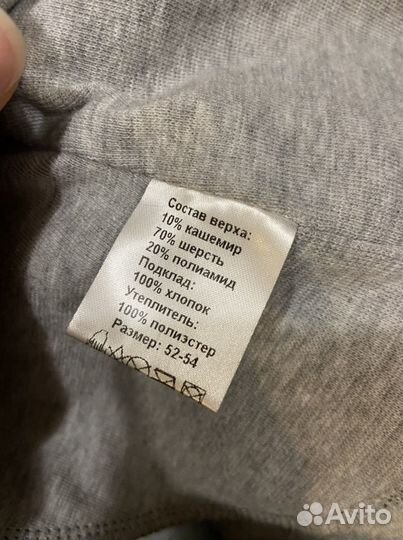 Состав верха:
10% кашемир
70% шерсть
20% полиамид
Подклад:
100% хлопок
Утеплитель:
100% полиэстер
Размер: 52-54
Avito